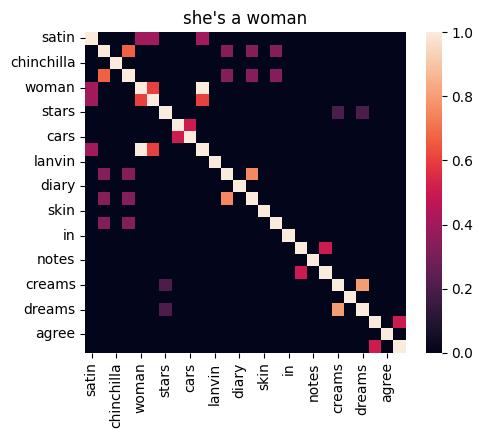 she's a woman
satin
chinchilla
woman
stars
cars
lanvin
diary
skin
in
notes
creams
dreams
agree
1.0
0.8
0.6
0.4
0.2
0.0
satin
chinchilla
woman
stars
cars
lanvin
diary
skin
in
notes
creams
dreams
agree